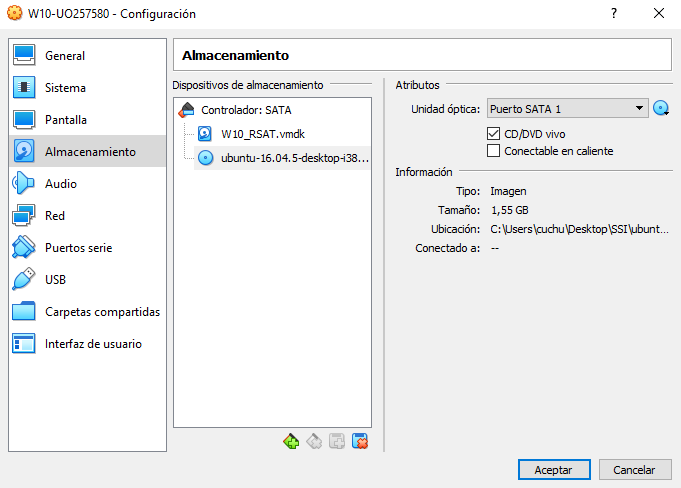 W10-UO257580 - Configuración
?
General
Sistema
Pantalla
Almacenamiento
Audio
Red
Puertos serie
USB
Carpetas compartidas
Interfaz de usuario
Almacenamiento
Dispositivos de almacenamiento
Controlador: SATA
W10_RSAT.vmdk
ubuntu-16.04.5-desktop-i38...
Atributos
Unidad óptica: Puerto SATA 1
CD/DVD vivo
Conectable en caliente
Información
Tipo: Imagen
Tamaño: 1,55 GB
Ubicación: C:\Users\cuchu\Desktop\SSI\ubunt...
Conectado a: --
Aceptar Cancelar